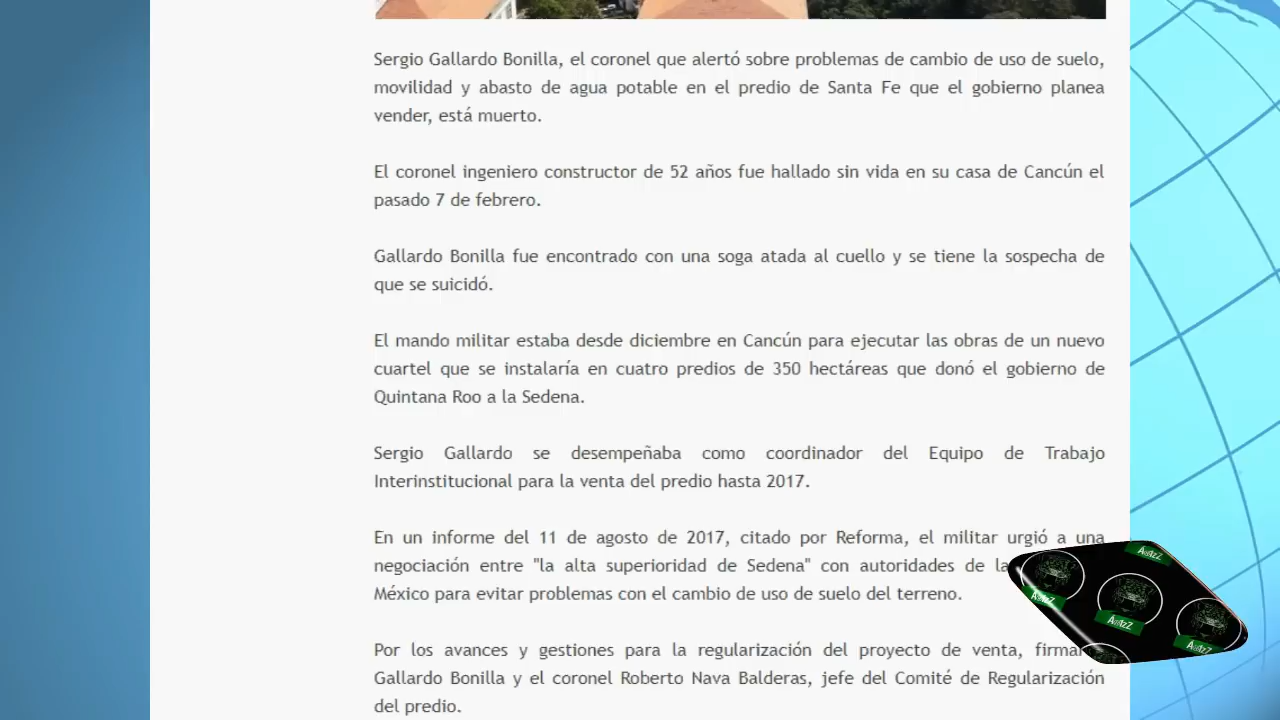 Sergio Gallardo Bonilla, el coronel que alertó sobre problemas de cambio de uso de suelo,
movilidad y abasto de agua potable en el predio de Santa Fe que el gobierno planea
vender, está muerto.
El coronel ingeniero constructor de 52 años fue hallado sin vida en su casa de Cancún el
pasado 7 de febrero.
Gallardo Bonilla fue encontrado con una soga atada al cuello y se tiene la sospecha de
que se suicidó.
El mando militar estaba desde diciembre en Cancún para ejecutar las obras de un nuevo
cuartel que se instalaría en cuatro predios de 350 hectáreas que donó el gobierno de
Quintana Roo a la Sedena.
Sergio Gallardo se desempeñaba como coordinador del Equipo de Trabajo
Interinstitucional para la venta del predio hasta 2017.
En un informe del 11 de agosto de 2017, citado por Reforma, el militar urgió a una
negociación entre "la alta superioridad de Sedena" con autoridades de la
México para evitar problemas con el cambio de uso de suelo del terreno.
Por los avances y gestiones para la regularización del proyecto de venta,
Gallardo Bonilla y el coronel Roberto Nava Balderas, jefe del Comité de Regularización
del predio.